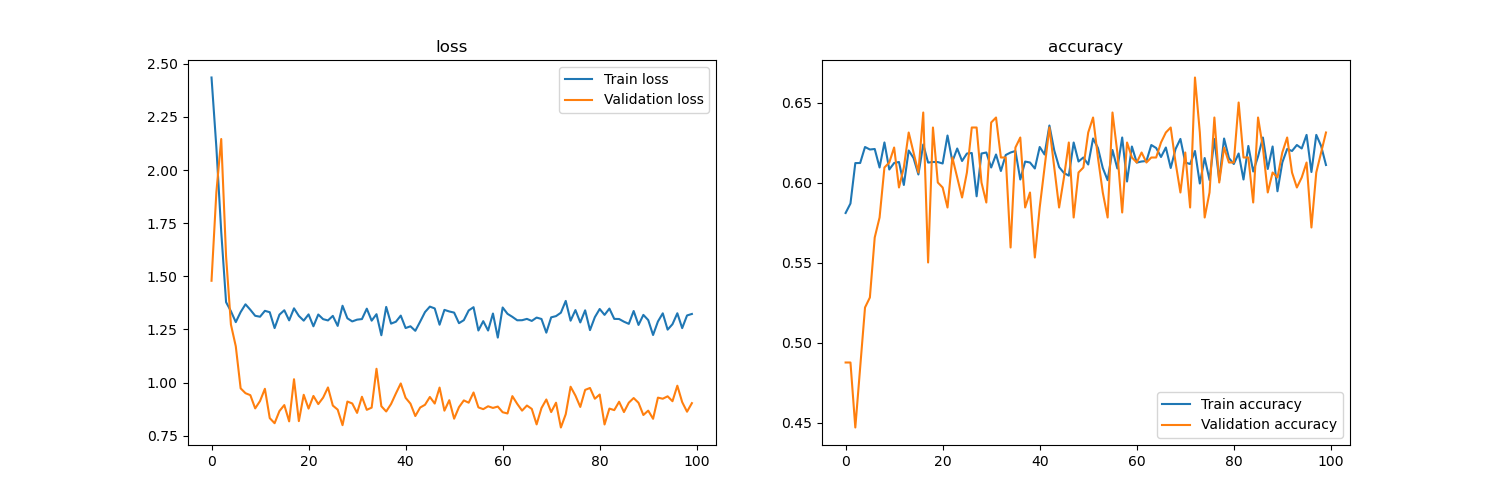 loss
2.50
2.25
2.00
1.75
1.50
1.25
1.00
0.75
0 20 40 60 80 100
Train loss
Validation loss
accuracy
0.65
0.60
0.55
0.50
0.45
0 20 40 60 80 100
Train accuracy
Validation accuracy